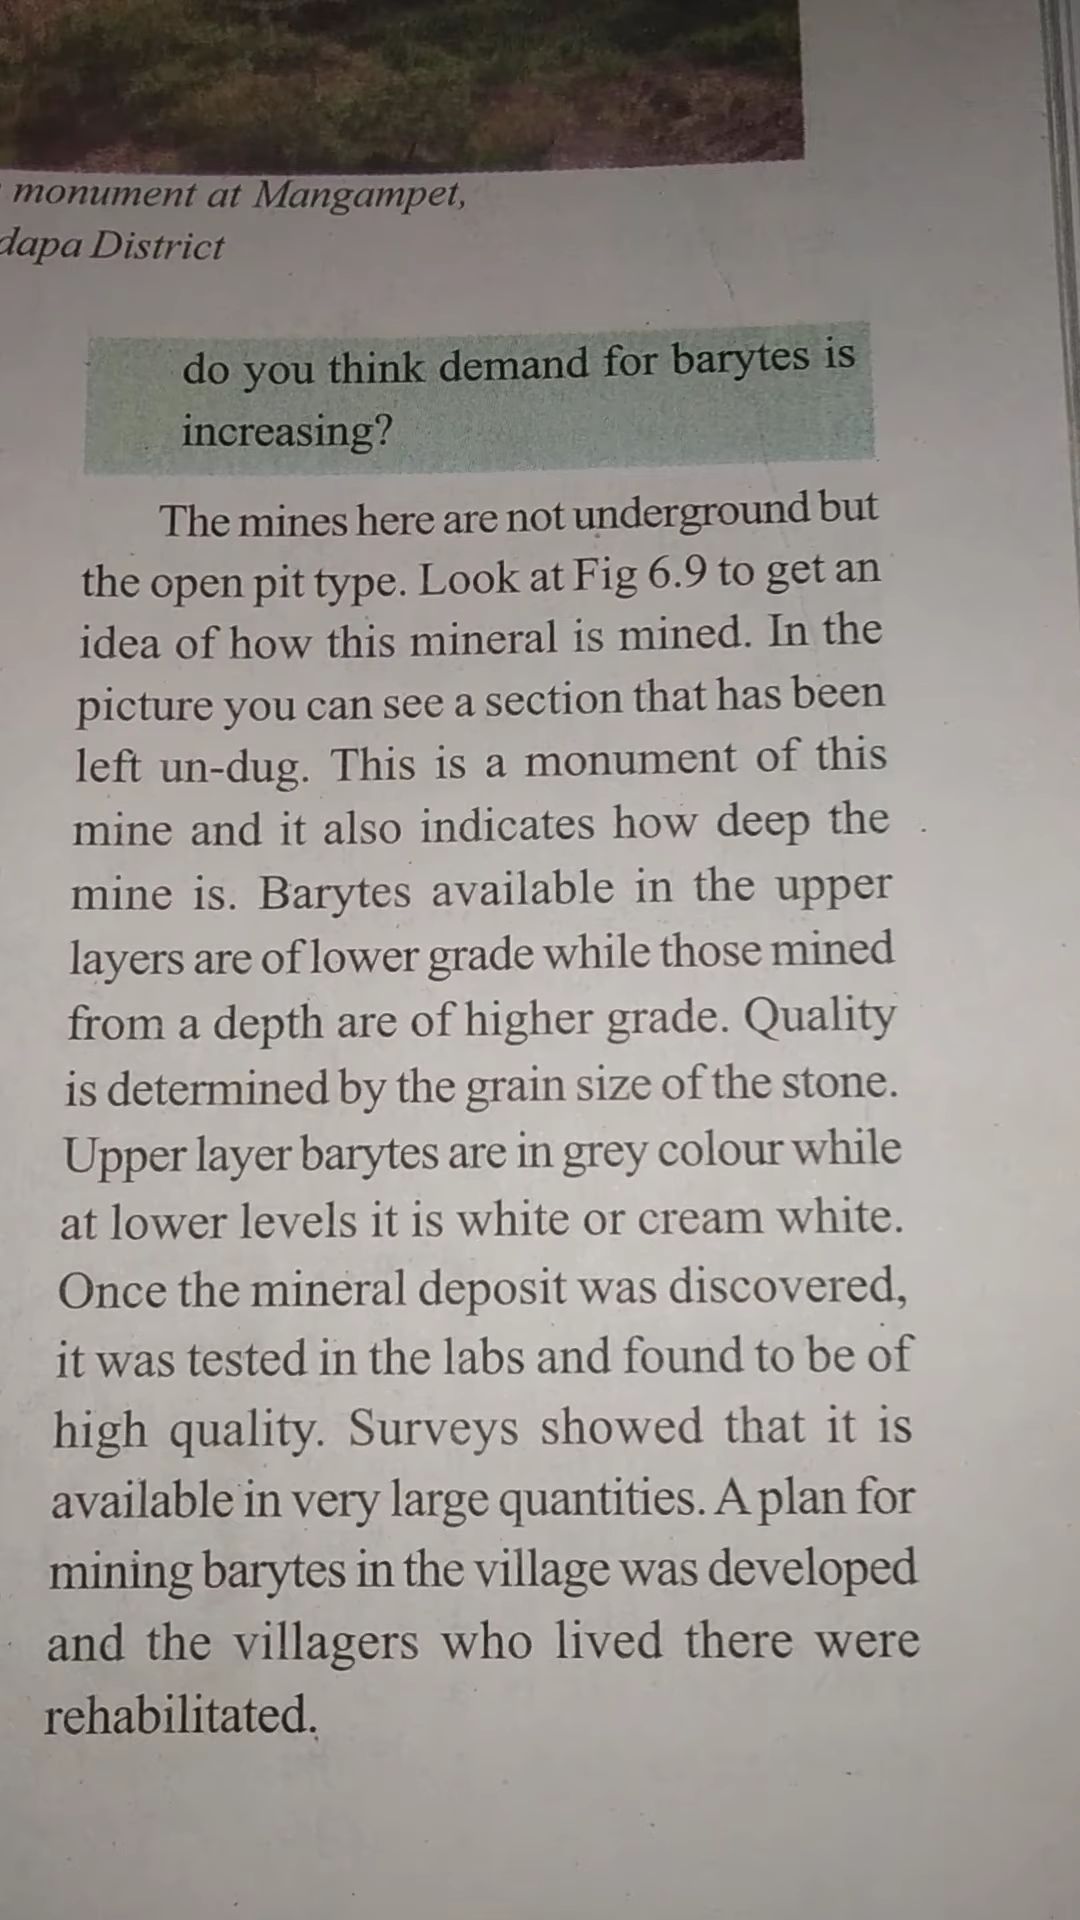 monument at Mangampet,
District
do you think demand for barytes is
increasing?
The mines here are not underground but
the open pit type. Look at Fig 6.9 to get an
idea of how this mineral is mined. In the
picture you can see a section that has been
left un-dug. This is a monument of this
mine and it also indicates how deep the
mine is. Barytes available in the upper
layers are of lower grade while those mined
from a depth are of higher grade. Quality
is determined by the grain size of the stone.
Upper layer barytes are in grey colour while
at lower levels it is white or cream white.
Once the mineral deposit was discovered,
it was tested in the labs and found to be of
high quality. Surveys showed that it is
available in very large quantities. A plan for
mining barytes in the village was developed
and the villagers who lived there were
rehabilitated.